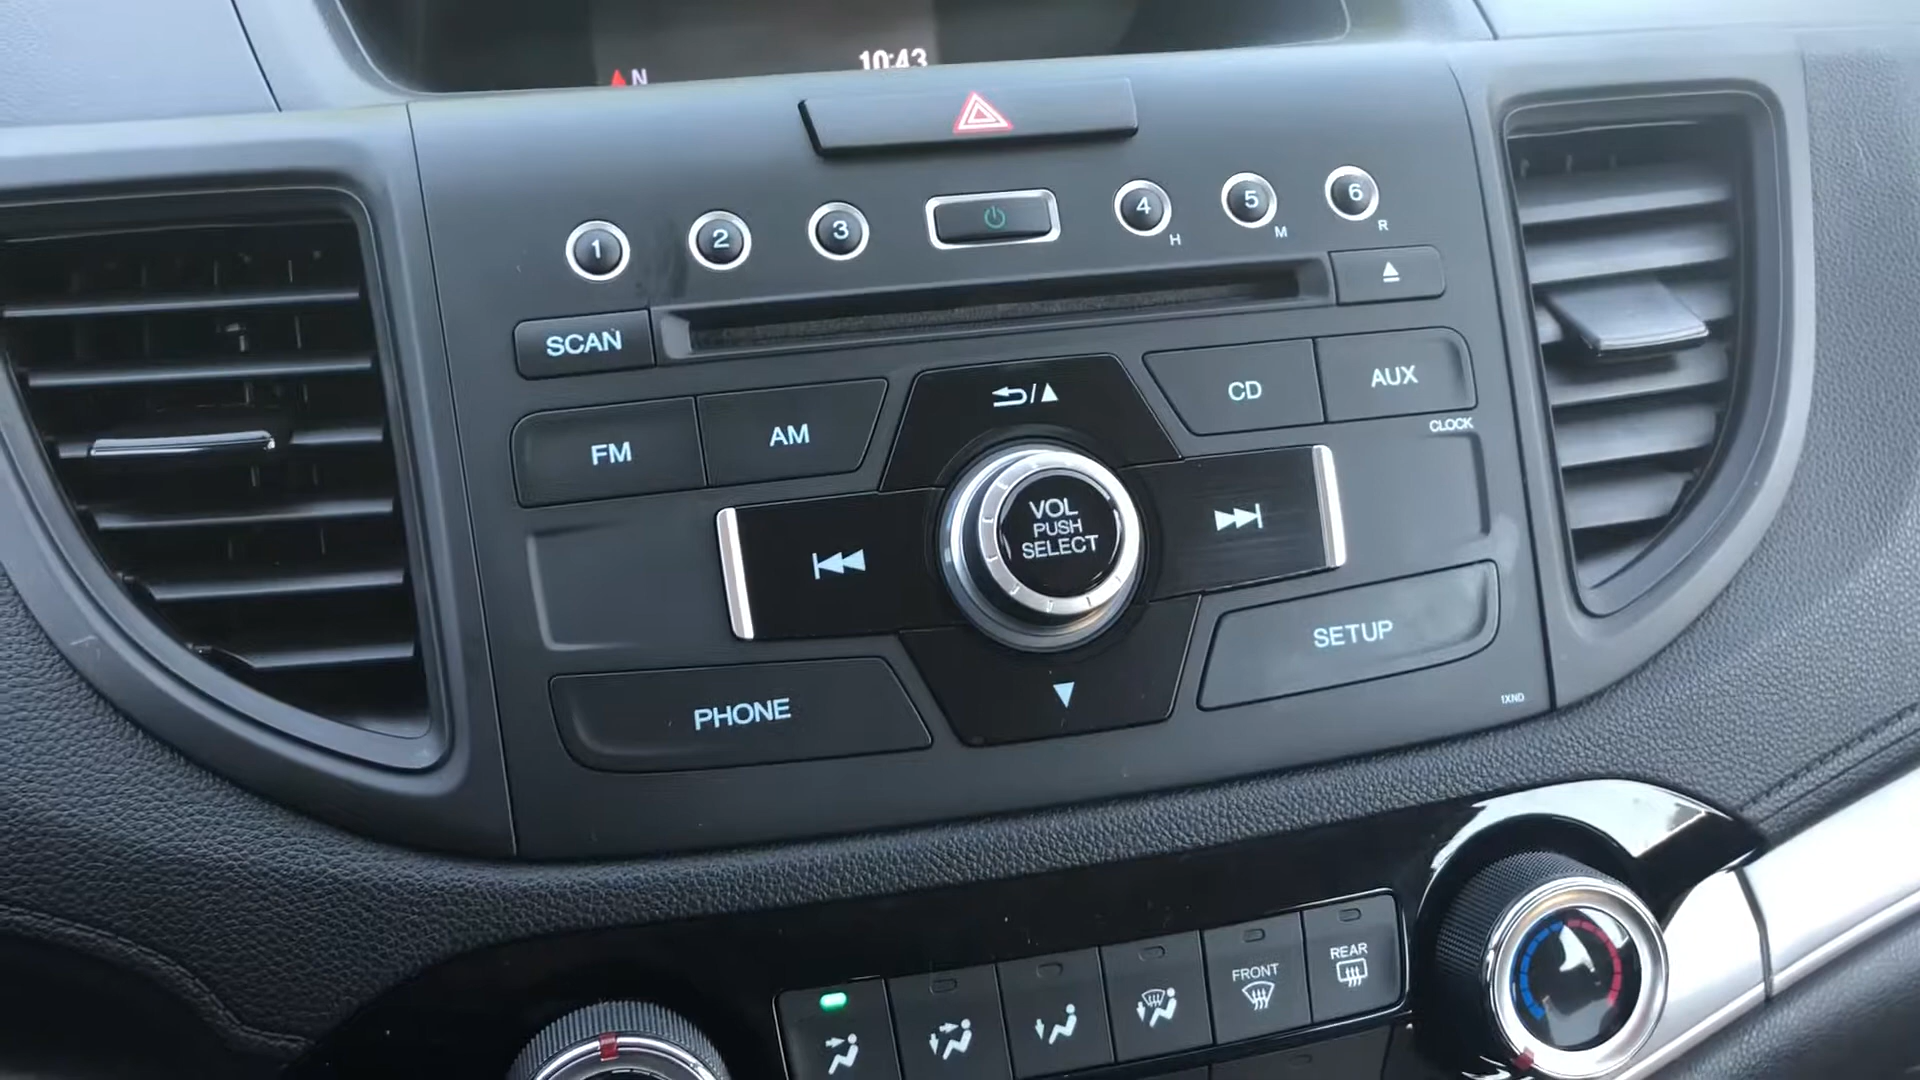 N
10:43
1
2
3
4
H
5
M
6
R
SCAN
FM
AM
CD
AUX
CLOCK
VOL
PUSH
SELECT
PHONE
SETUP
1XND
FRONT
REAR